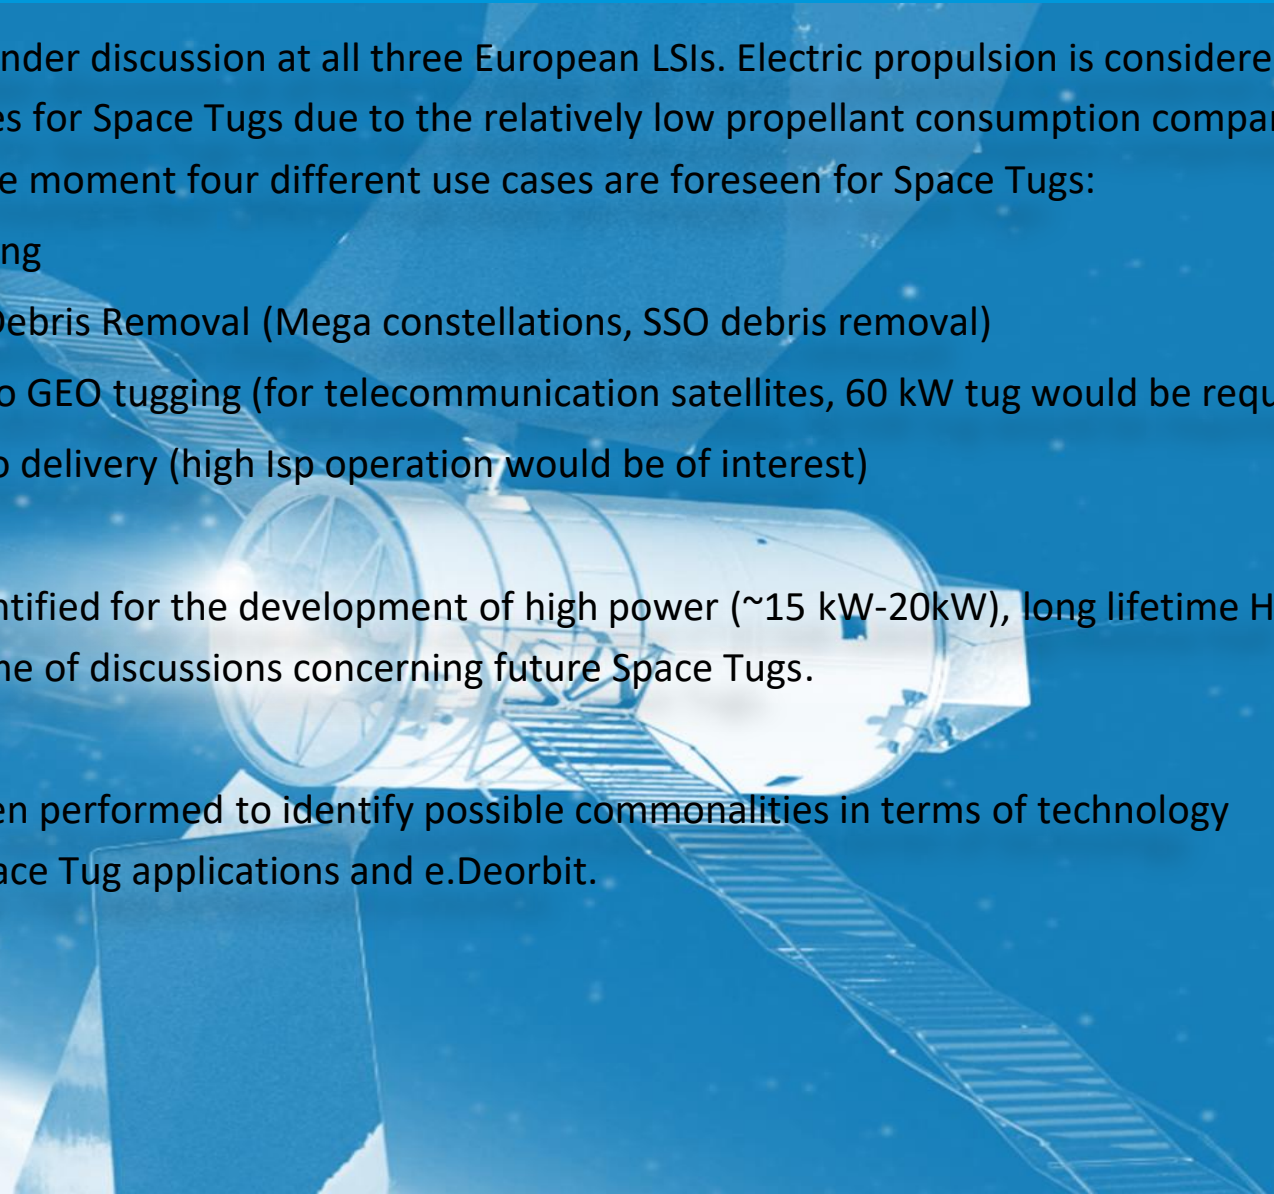 nder discussion at all three European LSIs. Electric propulsion is considere
es for Space Tugs due to the relatively low propellant consumption compar
e moment four different use cases are foreseen for Space Tugs:
ng
Debris Removal (Mega constellations, SSO debris removal)
o GEO tugging (for telecommunication satellites, 60 kW tug would be requ
o delivery (high Isp operation would be of interest)
ntified for the development of high power (~15 kW-20kW), long lifetime H
me of discussions concerning future Space Tugs.
en performed to identify possible commonalities in terms of technology
ace Tug applications and e.Deorbit.